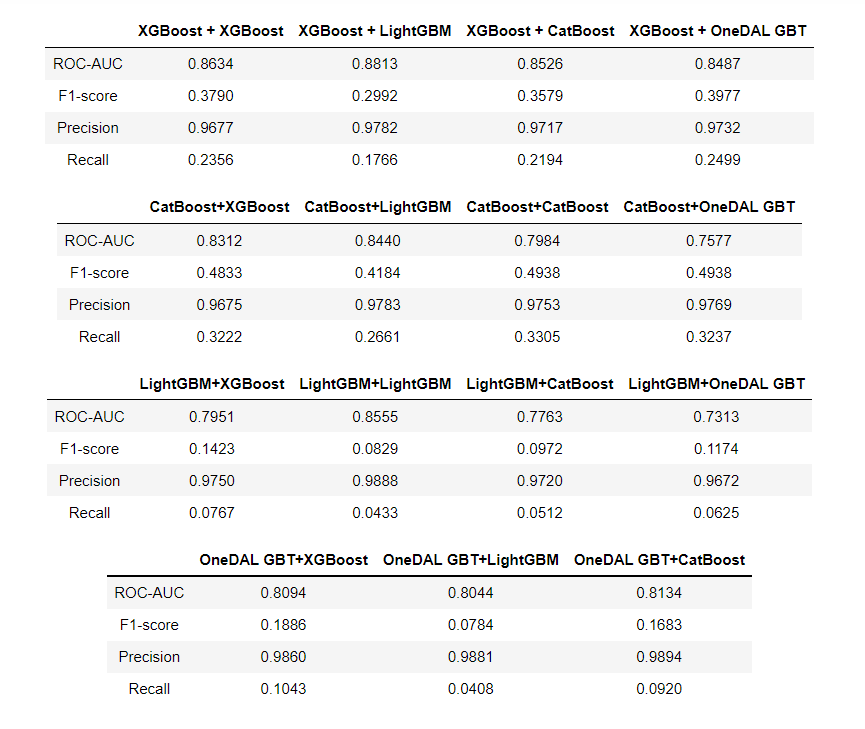 XGBoost + XGBoost XGBoost + LightGBM XGBoost + CatBoost XGBoost + OneDAL GBT
ROC-AUC 0.8634 0.8813 0.8526 0.8487
F1-score 0.3790 0.2992 0.3579 0.3977
Precision 0.9677 0.9782 0.9717 0.9732
Recall 0.2356 0.1766 0.2194 0.2499
CatBoost+XGBoost CatBoost+LightGBM CatBoost+CatBoost CatBoost+OneDAL GBT
ROC-AUC 0.8312 0.8440 0.7984 0.7577
F1-score 0.4833 0.4184 0.4938 0.4938
Precision 0.9675 0.9783 0.9753 0.9769
Recall 0.3222 0.2661 0.3305 0.3237
LightGBM+XGBoost LightGBM+LightGBM LightGBM+CatBoost LightGBM+OneDAL GBT
ROC-AUC 0.7951 0.8555 0.7763 0.7313
F1-score 0.1423 0.0829 0.0972 0.1174
Precision 0.9750 0.9888 0.9720 0.9672
Recall 0.0767 0.0433 0.0512 0.0625
OneDAL GBT+XGBoost OneDAL GBT+LightGBM OneDAL GBT+CatBoost
ROC-AUC 0.8094 0.8044 0.8134
F1-score 0.1886 0.0784 0.1683
Precision 0.9860 0.9881 0.9894
Recall 0.1043 0.0408 0.0920